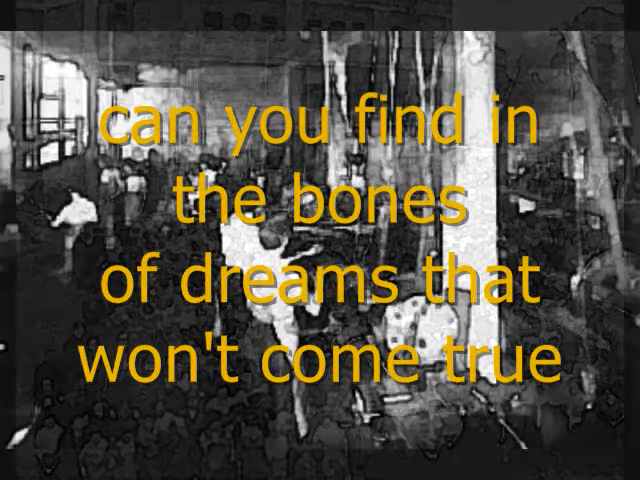 can you find in
the bones
of dreams that
won't come true